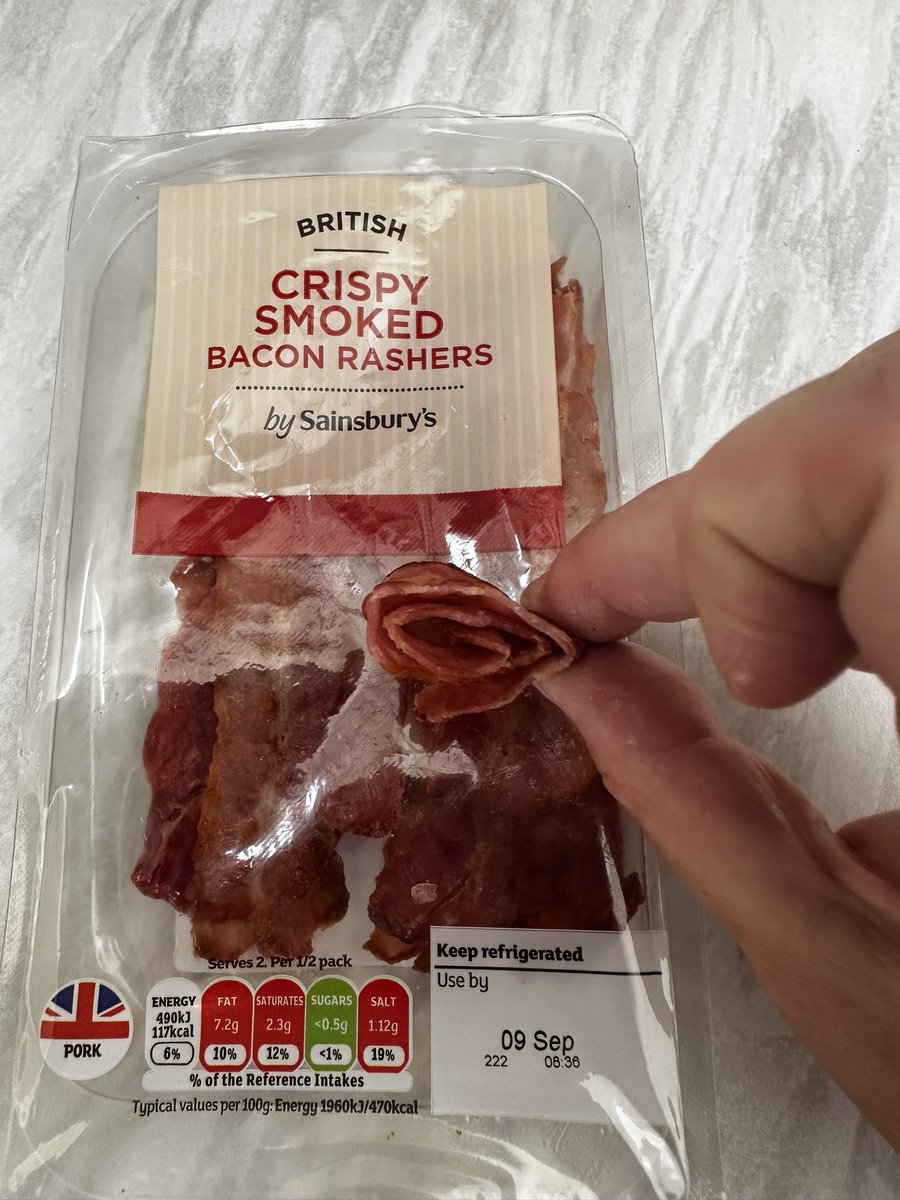 BRITISH
CRISPY
SMOKED
BACON RASHERS
by Sainsbury's
Keep refrigerated
Use by
09 Sep
222 08:36
Serves 2. Per 1/2 pack
ENERGY
490kJ
117kcal
6%
FAT
7.2g
10%
SATURATES
2.3g
12%
SUGARS
<0.5g
<1%
SALT
1.12g
19%
% of the Reference Intakes
Typical values per 100g: Energy 1960kJ/470kcal
PORK